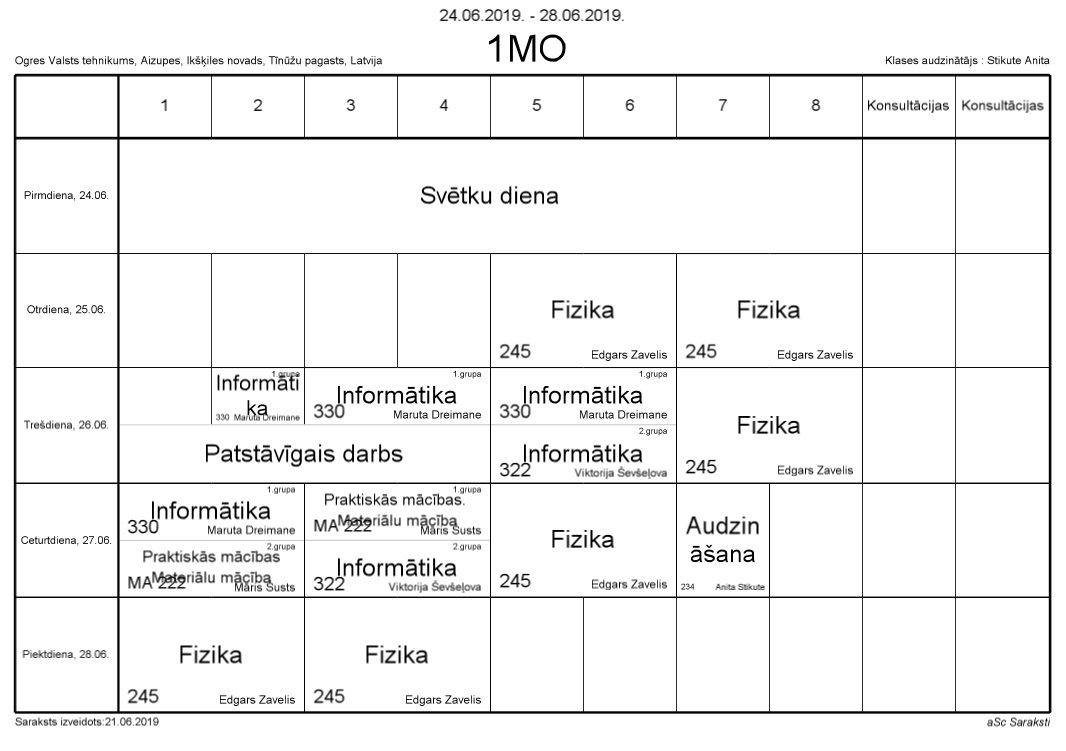 24.06.2019. - 28.06.2019.
1MO
Ogres Valsts tehnikums, Aizupes, Ikšķiles novads, Tīnūžu pagasts, Latvija
Klases audzinātājs : Stikute Anita
1 2 3 4 5 6 7 8 Konsultācijas Konsultācijas
Pirmdiena, 24.06.
Svētku diena
Otrdiena, 25.06.
Fizika
245 Edgars Zavelis
Fizika
245 Edgars Zavelis
Trešdiena, 26.06.
1.grupa
Informāti
ka
330 Maruta Dreimane
1.grupa
Informātika
330 Maruta Dreimane
1.grupa
Informātika
330 Maruta Dreimane
Patstāvīgais darbs
2.grupa
Informātika
322 Viktorija Ševšeļova
Fizika
245 Edgars Zavelis
Ceturtdiena, 27.06.
1.grupa
Informātika
330 Maruta Dreimane
2.grupa
Praktiskās mācības
Materiālu mācība
MA 222 Māris Susts
1.grupa
Praktiskās mācības.
Materiālu mācība
MA 222 Māris Susts
2.grupa
Informātika
322 Viktorija Ševšeļova
Fizika
245 Edgars Zavelis
Audzin
āšana
234 Anita Stikute
Piektdiena, 28.06.
Fizika
245 Edgars Zavelis
Fizika
245 Edgars Zavelis
Saraksts izveidots:21.06.2019
aSc Saraksti